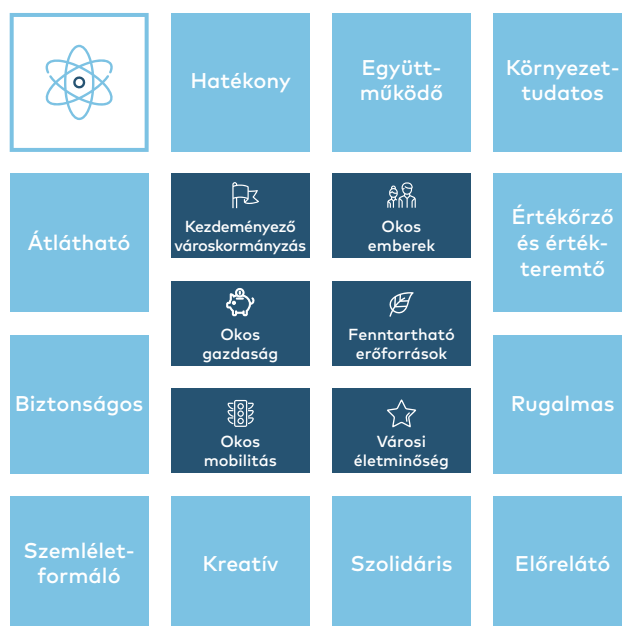 Hatékony
Együtt-
működő
Környezet-
tudatos
Átlátható
Kezdeményező
városkormányzás
Okos
emberek
Értékőrző
és érték-
teremtő
Okos
gazdaság
Fenntartható
erőforrások
Biztonságos
Okos
mobilitás
Városi
életminőség
Rugalmas
Szemlélet-
formáló
Kreatív
Szolidáris
Előrelátó